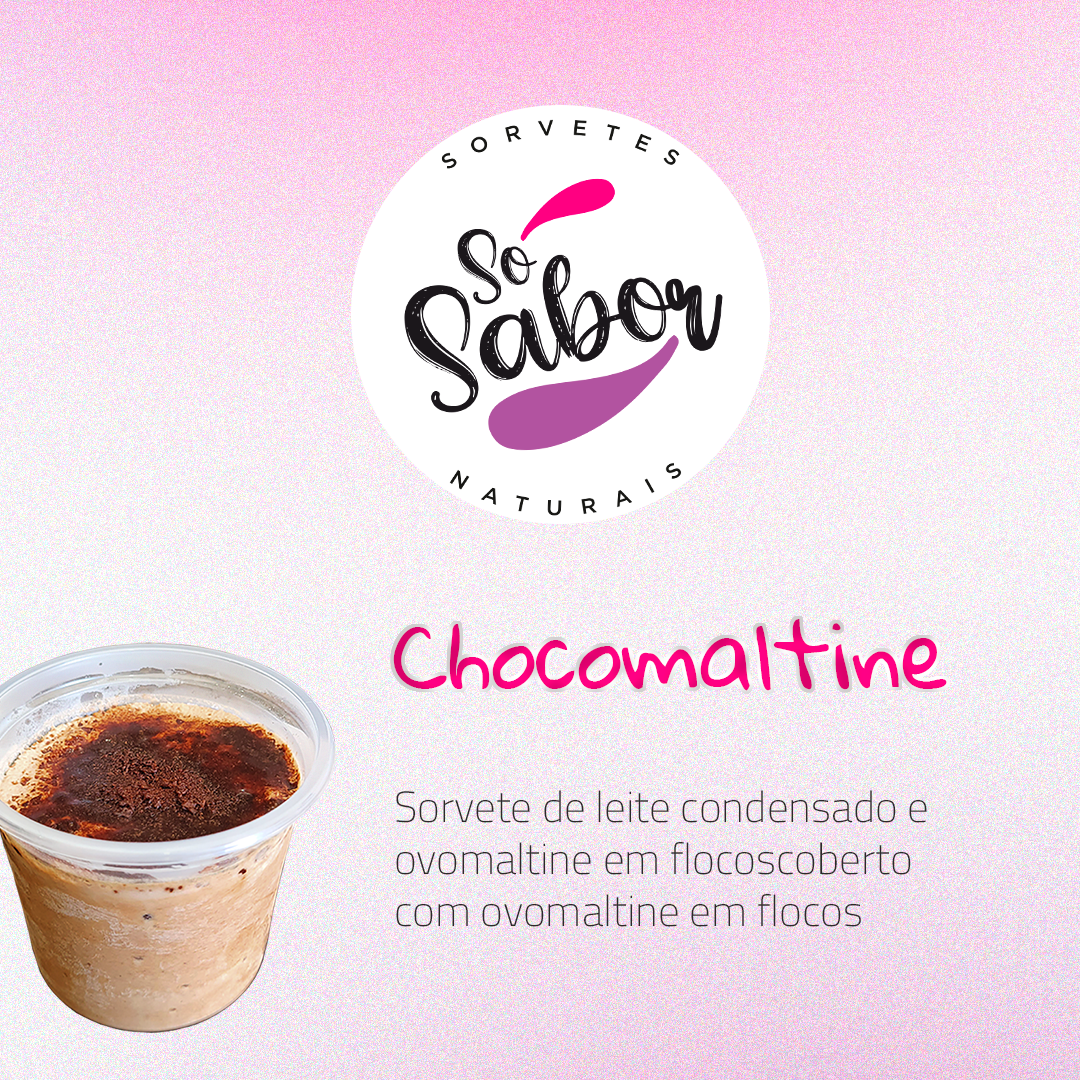 SORVETES
Só
Sabor
NATURAIS
Chocomaltine
Sorvete de leite condensado e
ovomaltine em flocoscoberto
com ovomaltine em flocos